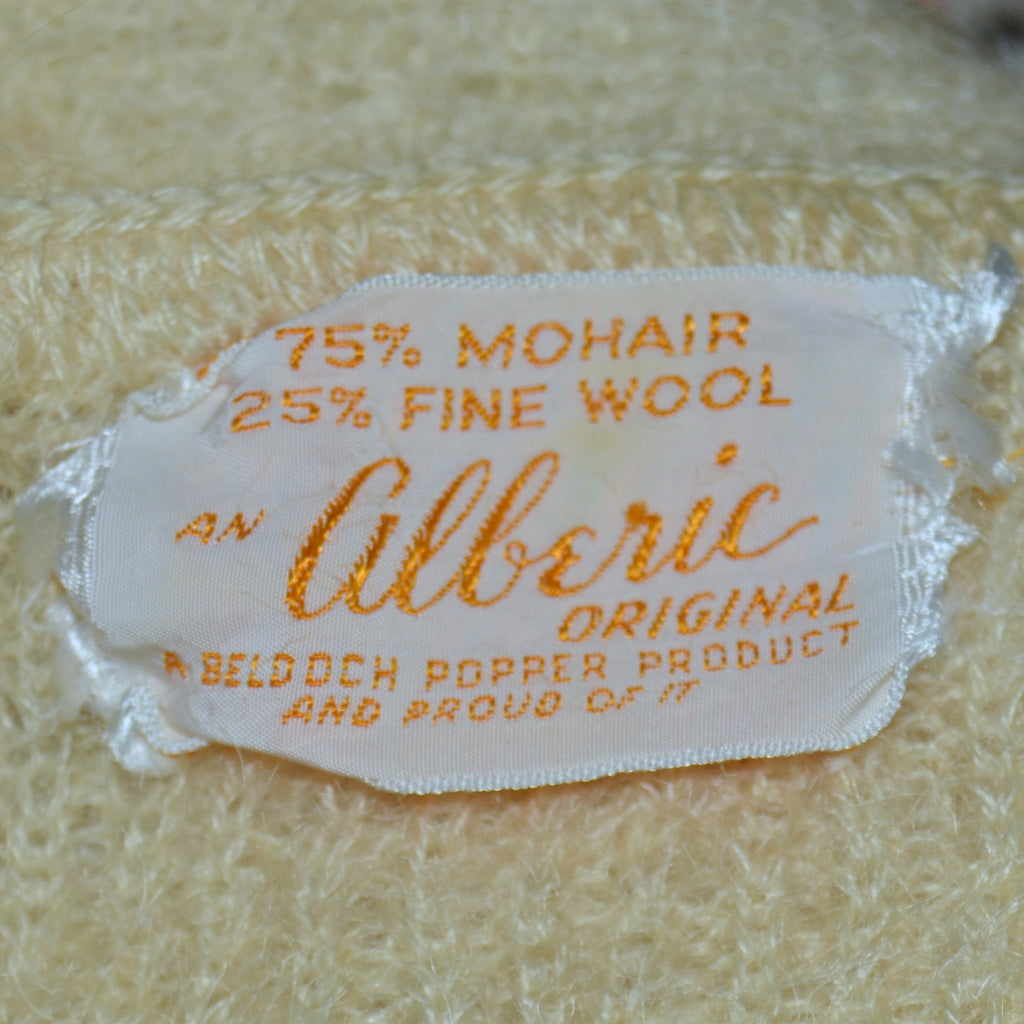 75% MOHAIR
25% FINE WOOL
AN Alberic
ORIGINAL
A BELDOCH POPPER PRODUCT
AND PROUD OF IT